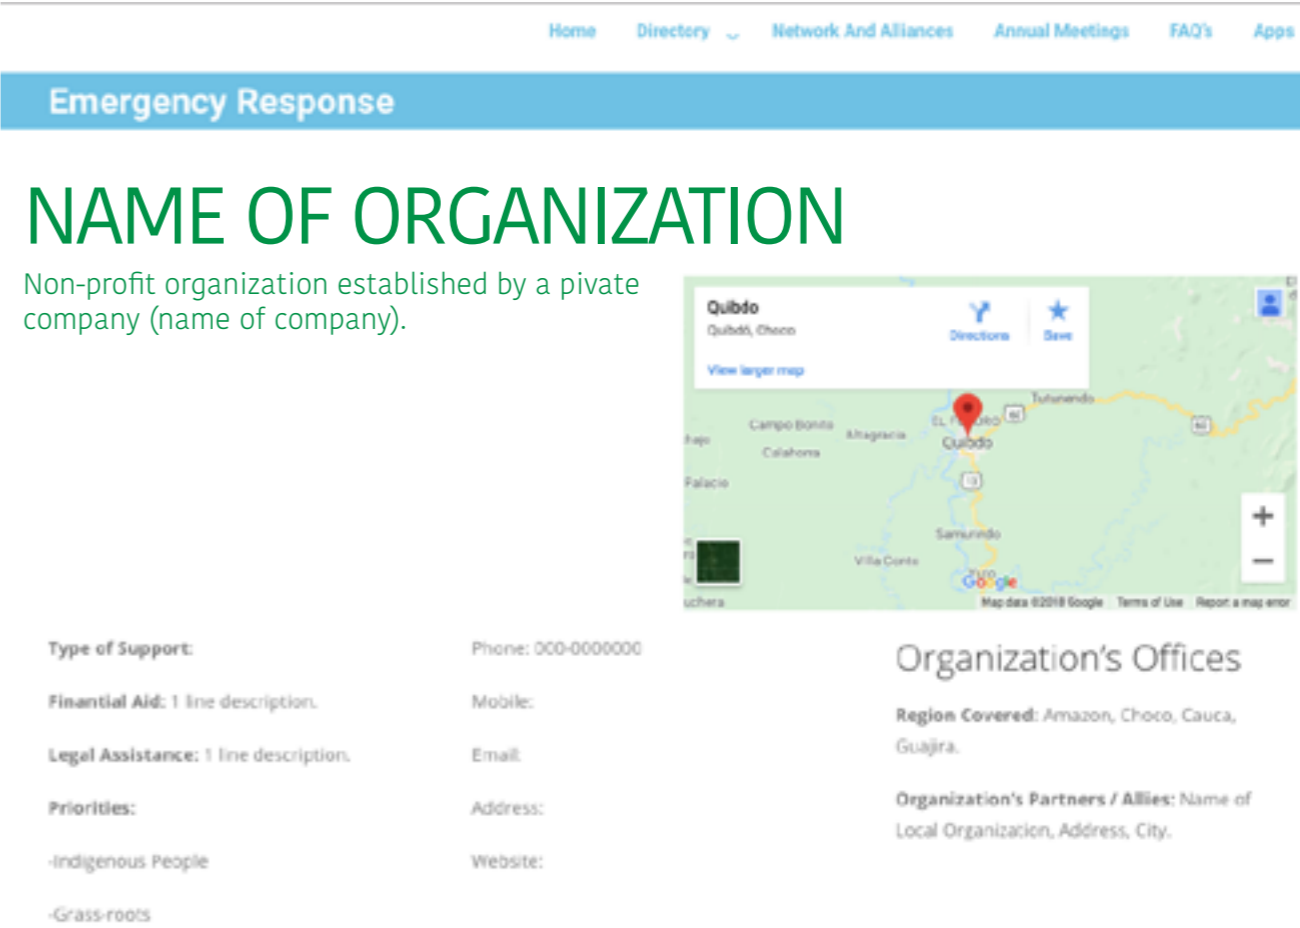 Home Directory Network And Alliances Annual Meetings FAQ's Apps
Emergency Response
NAME OF ORGANIZATION
Non-profit organization established by a pivate
company (name of company).
Quibdo
Quibdó, Choco
Directions Save
View larger map
Tutunendo
Campo Bonito
Altagracia
Quibdo
Calahorra
Palacio
13
Samurindo
Villa Conto
Google
uchera
Map data ©2018 Google Terms of Use Report a map error
Type of Support:
Finantial Aid: 1 line description.
Legal Assistance: 1 line description.
Priorities:
-Indigenous People
-Grass-roots
Phone: 000-0000000
Mobile:
Email:
Address:
Website:
Organization's Offices
Region Covered: Amazon, Choco, Cauca,
Guajira.
Organization's Partners / Allies: Name of
Local Organization, Address, City.